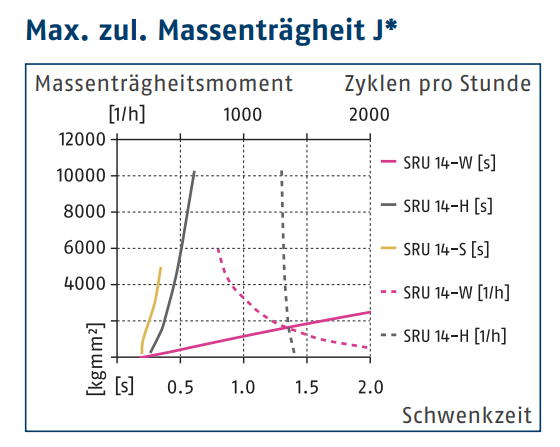 Max. zul. Massenträgheit J*
Massenträgheitsmoment Zyklen pro Stunde
[1/h] 1000 2000
12000
10000
8000
6000
4000
[kgmm²]
[s] 0.5 1.0 1.5 2.0
Schwenkzeit
SRU 14–W [s]
SRU 14–H [s]
SRU 14–S [s]
SRU 14–W [1/h]
SRU 14–H [1/h]